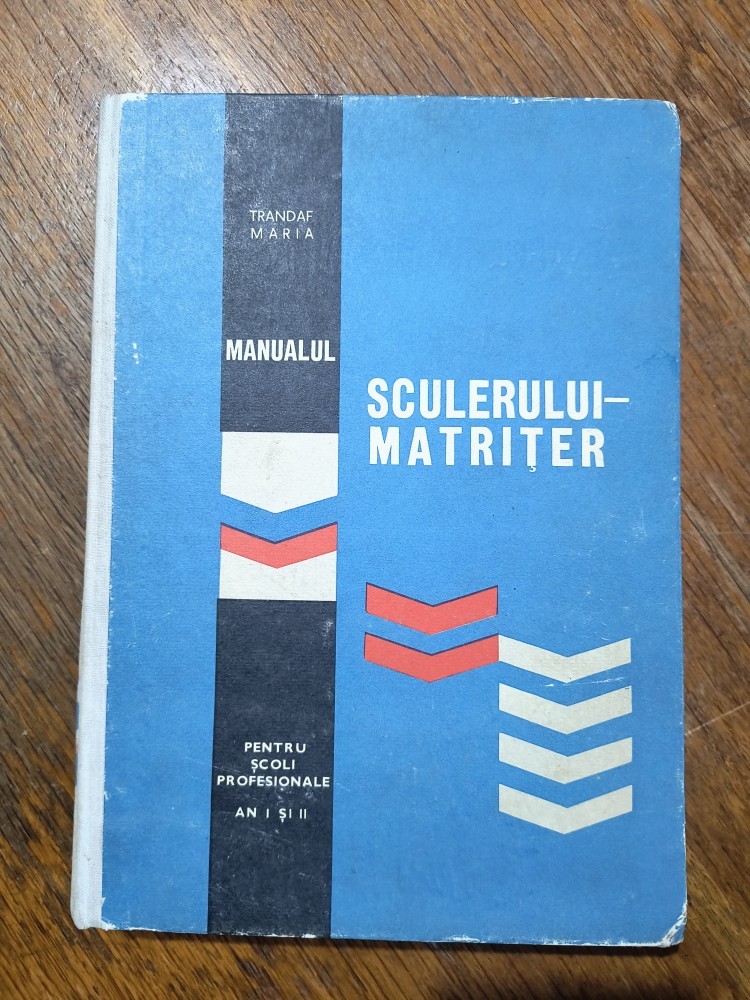 TRANDAF
MARIA
MANUALUL
SCULERULUI–
MATRIȚER
PENTRU
ȘCOLI
PROFESIONALE
AN I ȘI II